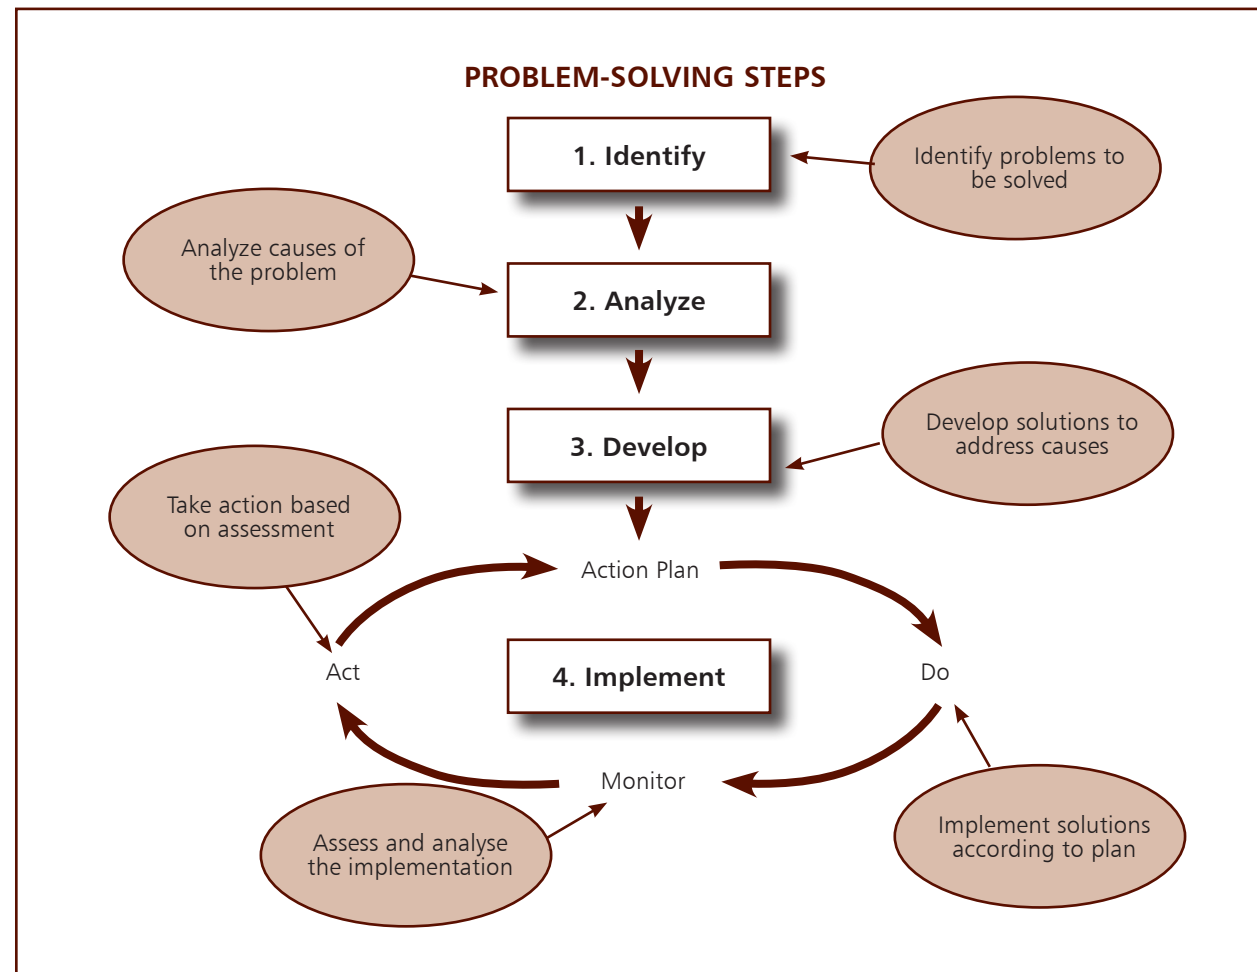 PROBLEM-SOLVING STEPS
1. Identify
Identify problems to
be solved
Analyze causes of
the problem
2. Analyze
3. Develop
Develop solutions to
address causes
Take action based
on assessment
Action Plan
Act
4. Implement
Do
Monitor
Assess and analyse
the implementation
Implement solutions
according to plan